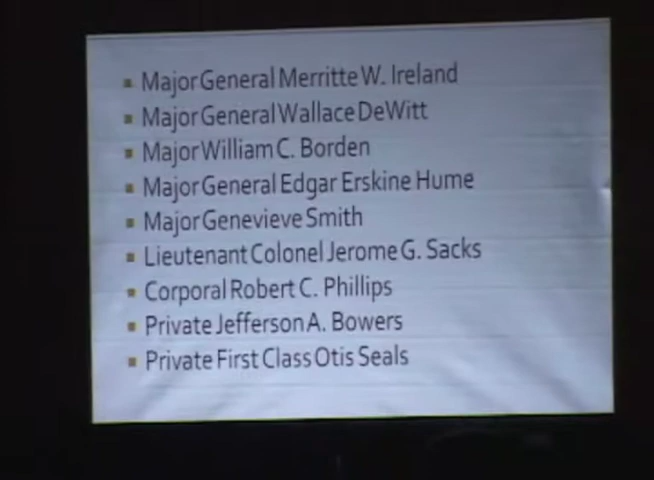 Major General Merritte W. Ireland
Major General Wallace DeWitt
Major William C. Borden
Major General Edgar Erskine Hume
Major Genevieve Smith
Lieutenant Colonel Jerome G. Sacks
Corporal Robert C. Phillips
Private Jefferson A. Bowers
Private First Class Otis Seals